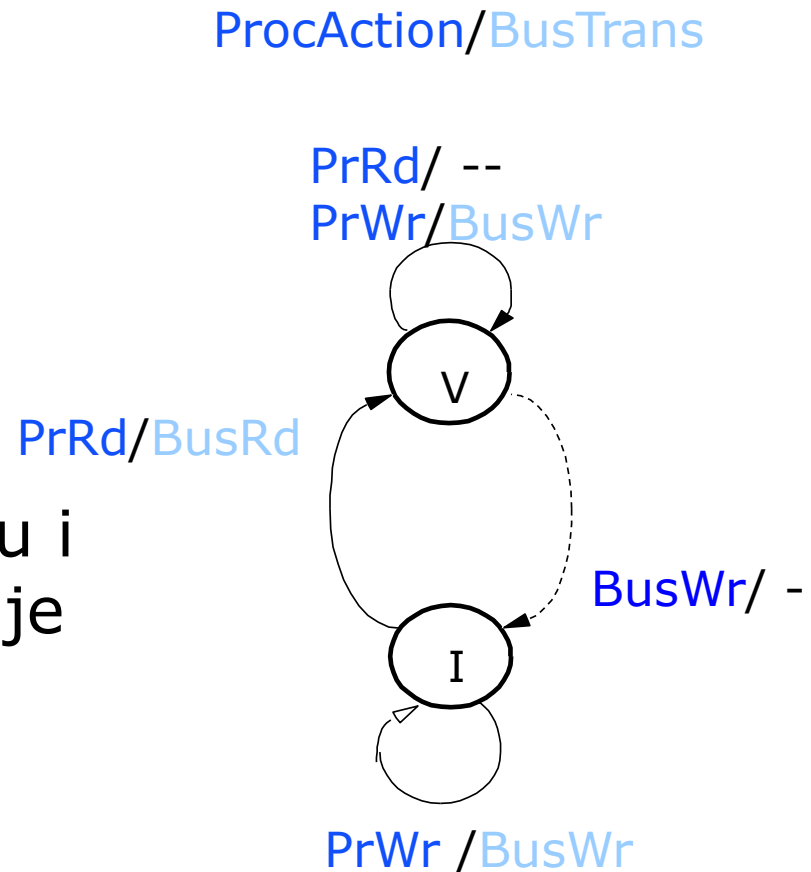 ProcAction/BusTrans
PrRd/ --
PrWr/BusWr
V
PrRd/BusRd
u i
je
BusWr/ -
I
PrWr /BusWr